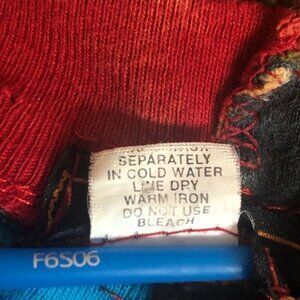 SEPARATELY
IN COLD WATER
LINE DRY
WARM IRON
DO NOT USE
BLEACH
F6S06